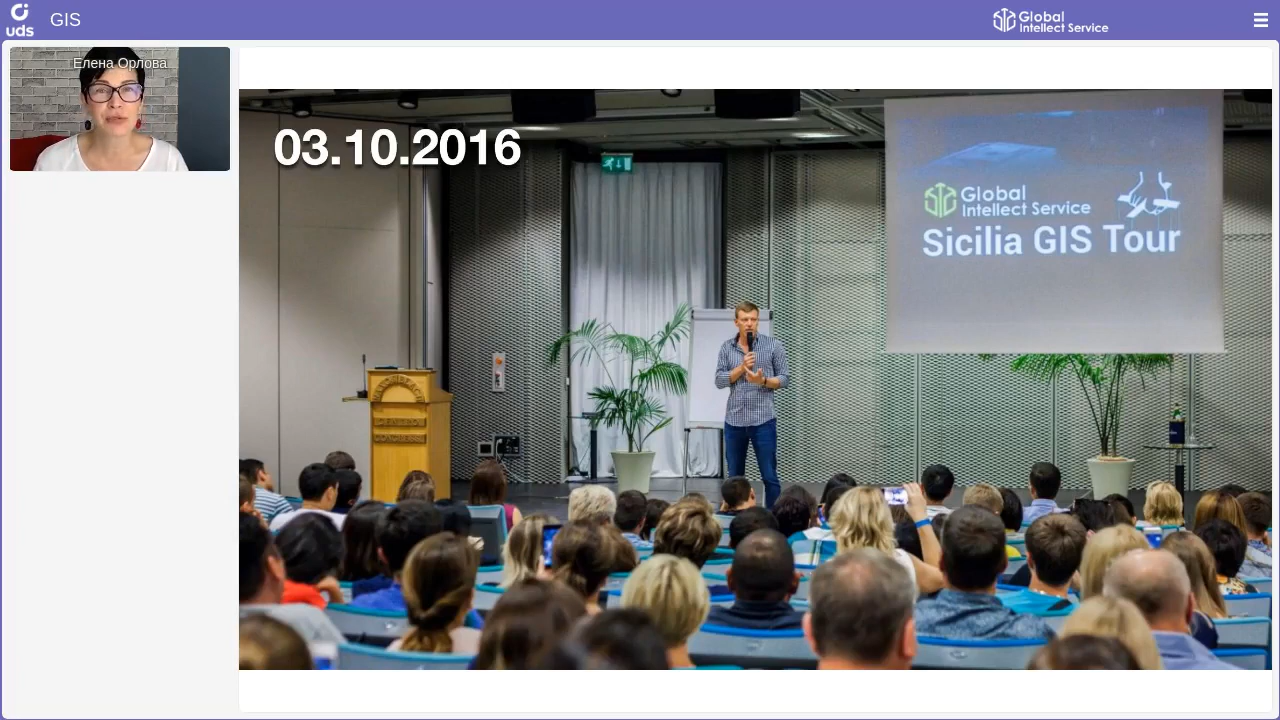 uds
GIS
Global
Intellect Service
Елена Орлова
03.10.2016
Global
Intellect Service
Sicilia GIS Tour